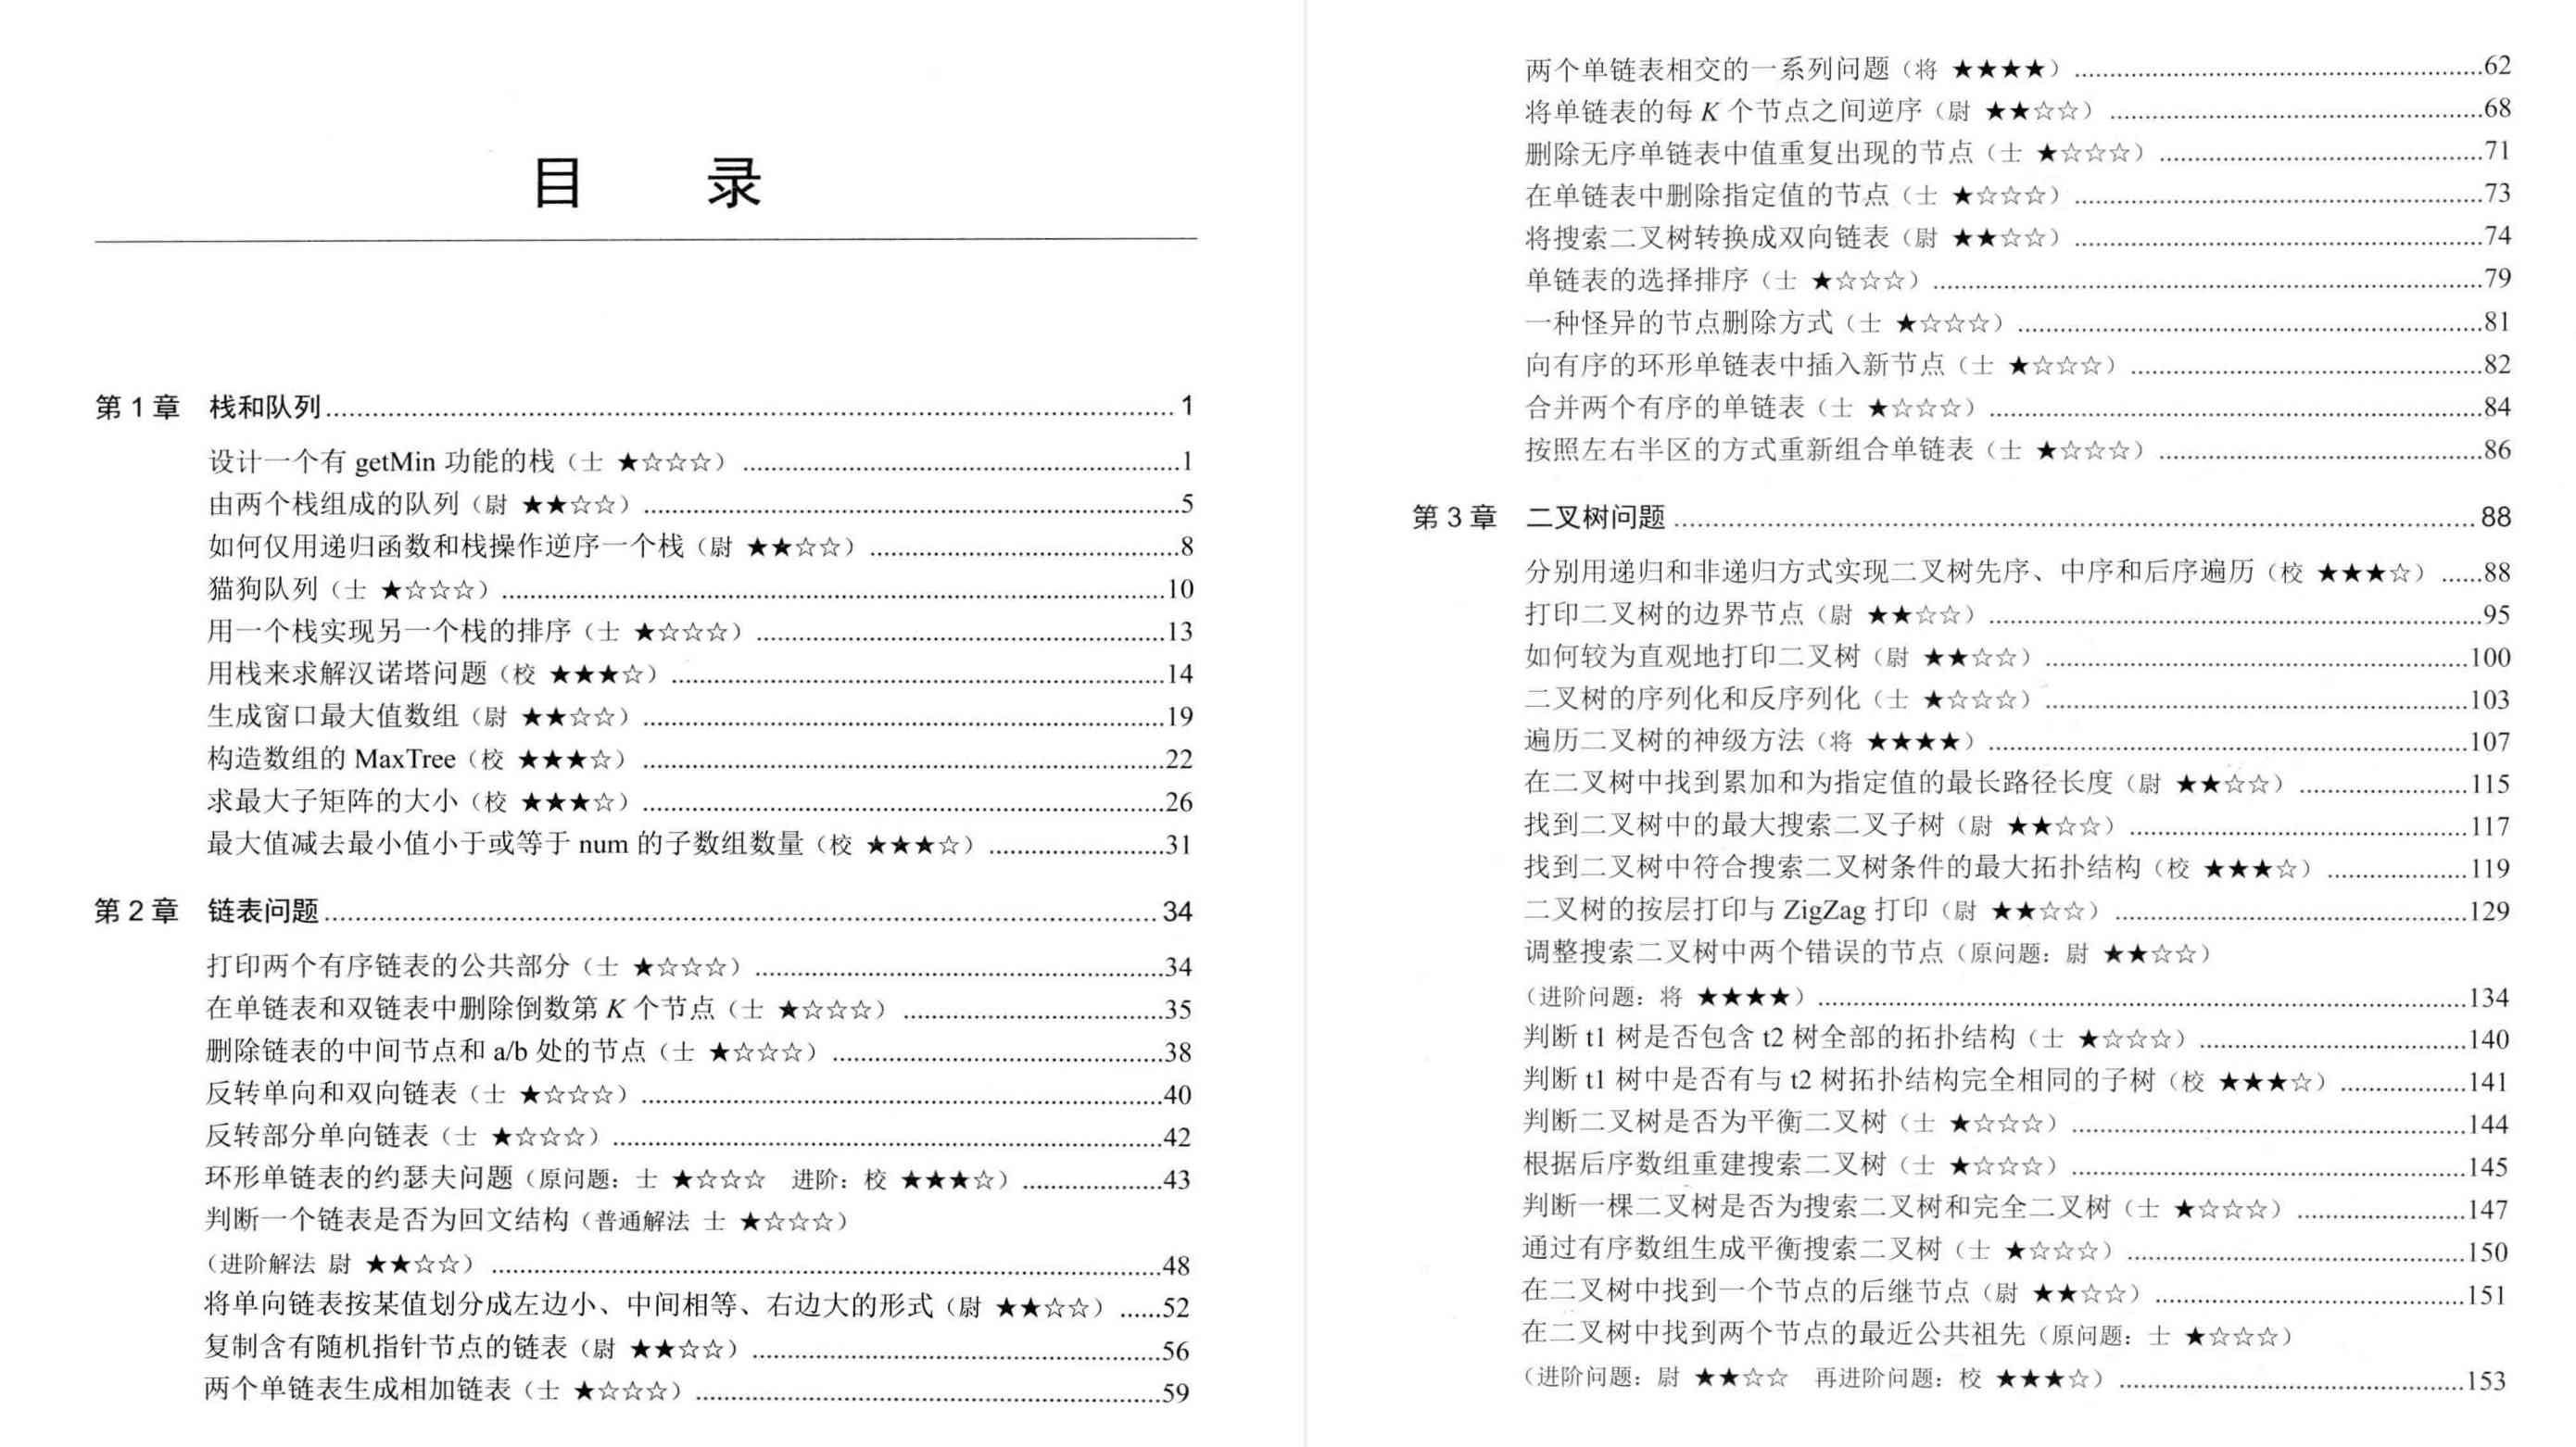 目 录
第 1 章 栈和队列 1
设计一个有 getMin 功能的栈（士 ★☆☆☆） 1
由两个栈组成的队列（尉 ★★☆☆） 5
如何仅用递归函数和栈操作逆序一个栈（尉 ★★☆☆） 8
猫狗队列（士 ★☆☆☆） 10
用一个栈实现另一个栈的排序（士 ★☆☆☆） 13
用栈来求解汉诺塔问题（校 ★★★☆） 14
生成窗口最大值数组（尉 ★★☆☆） 19
构造数组的 MaxTree（校 ★★★☆） 22
求最大子矩阵的大小（校 ★★★☆） 26
最大值减去最小值小于或等于 num 的子数组数量（校 ★★★☆） 31
第 2 章 链表问题 34
打印两个有序链表的公共部分（士 ★☆☆☆） 34
在单链表和双链表中删除倒数第 K 个节点（士 ★☆☆☆） 35
删除链表的中间节点和 a/b 处的节点（士 ★☆☆☆） 38
反转单向和双向链表（士 ★☆☆☆） 40
反转部分单向链表（士 ★☆☆☆） 42
环形单链表的约瑟夫问题（原问题：士 ★☆☆☆ 进阶：校 ★★★☆） 43
判断一个链表是否为回文结构（普通解法 士 ★☆☆☆）
（进阶解法 尉 ★★☆☆） 48
将单向链表按某值划分成左边小、中间相等、右边大的形式（尉 ★★☆☆） 52
复制含有随机指针节点的链表（尉 ★★☆☆） 56
两个单链表生成相加链表（士 ★☆☆☆） 59
两个单链表相交的一系列问题（将 ★★★★） 62
将单链表的每 K 个节点之间逆序（尉 ★★☆☆） 68
删除无序单链表中值重复出现的节点（士 ★☆☆☆） 71
在单链表中删除指定值的节点（士 ★☆☆☆） 73
将搜索二叉树转换成双向链表（尉 ★★☆☆） 74
单链表的选择排序（士 ★☆☆☆） 79
一种怪异的节点删除方式（士 ★☆☆☆） 81
向有序的环形单链表中插入新节点（士 ★☆☆☆） 82
合并两个有序的单链表（士 ★☆☆☆） 84
按照左右半区的方式重新组合单链表（士 ★☆☆☆） 86
第 3 章 二叉树问题 88
分别用递归和非递归方式实现二叉树先序、中序和后序遍历（校 ★★★☆） 88
打印二叉树的边界节点（尉 ★★☆☆） 95
如何较为直观地打印二叉树（尉 ★★☆☆） 100
二叉树的序列化和反序列化（士 ★☆☆☆） 103
遍历二叉树的神级方法（将 ★★★★） 107
在二叉树中找到累加和为指定值的最长路径长度（尉 ★★☆☆） 115
找到二叉树中的最大搜索二叉子树（尉 ★★☆☆） 117
找到二叉树中符合搜索二叉树条件的最大拓扑结构（校 ★★★☆） 119
二叉树的按层打印与 ZigZag 打印（尉 ★★☆☆） 129
调整搜索二叉树中两个错误的节点（原问题：尉 ★★☆☆）
（进阶问题：将 ★★★★） 134
判断 t1 树是否包含 t2 树全部的拓扑结构（士 ★☆☆☆） 140
判断 t1 树中是否有与 t2 树拓扑结构完全相同的子树（校 ★★★☆） 141
判断二叉树是否为平衡二叉树（士 ★☆☆☆） 144
根据后序数组重建搜索二叉树（士 ★☆☆☆） 145
判断一棵二叉树是否为搜索二叉树和完全二叉树（士 ★☆☆☆） 147
通过有序数组生成平衡搜索二叉树（士 ★☆☆☆） 150
在二叉树中找到一个节点的后继节点（尉 ★★☆☆） 151
在二叉树中找到两个节点的最近公共祖先（原问题：士 ★☆☆☆）
（进阶问题：尉 ★★☆☆ 再进阶问题：校 ★★★☆） 153